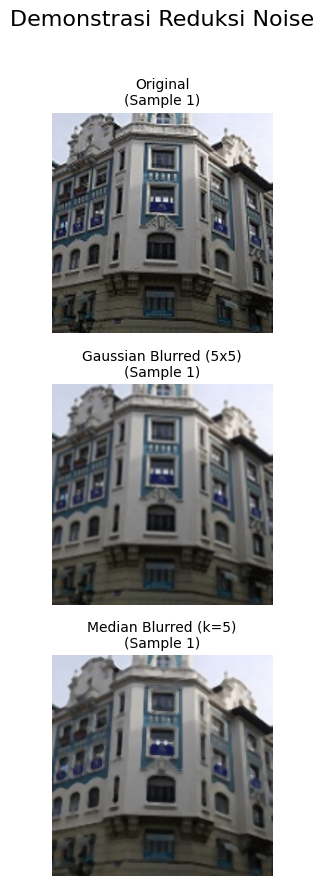 Demonstrasi Reduksi Noise
Original
(Sample 1)
Gaussian Blurred (5x5)
(Sample 1)
Median Blurred (k=5)
(Sample 1)